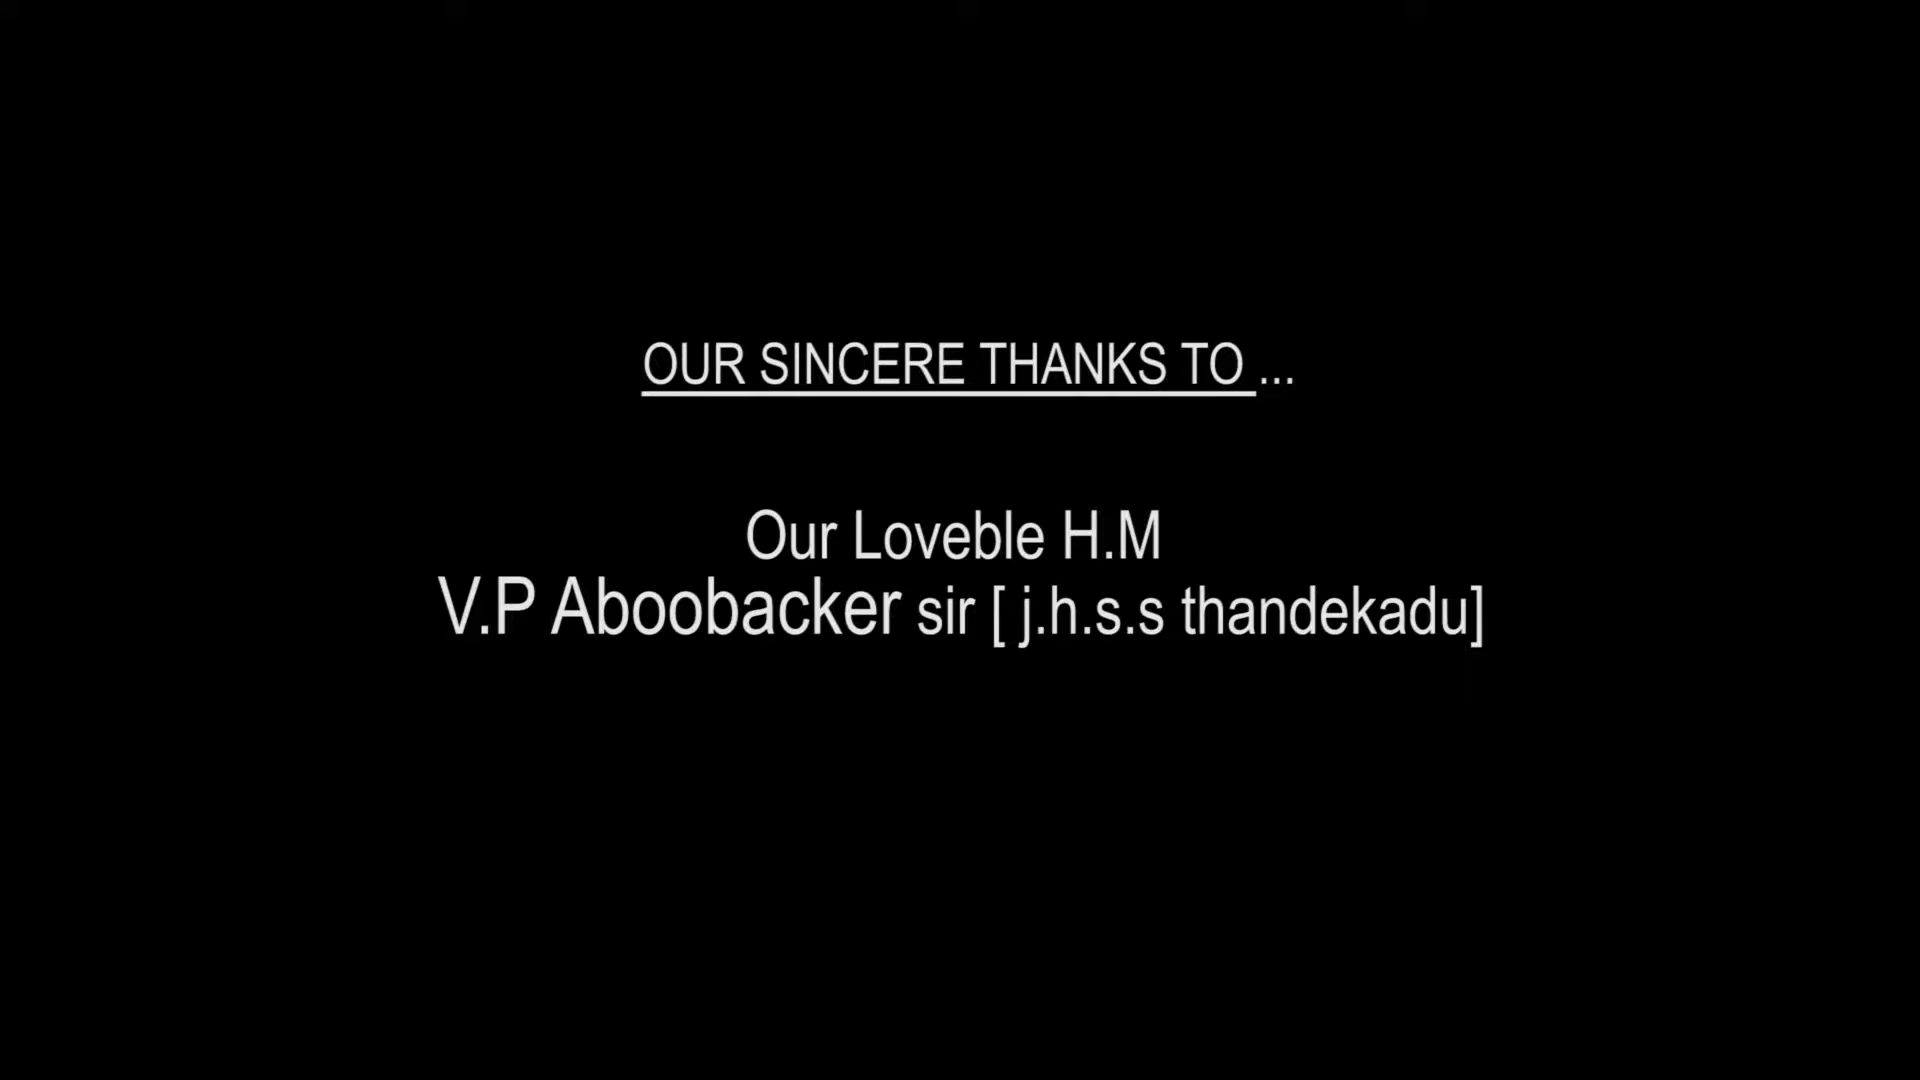 OUR SINCERE THANKS TO ...
Our Loveble H.M
V.P Aboobacker sir [ j.h.s.s thandekadu]